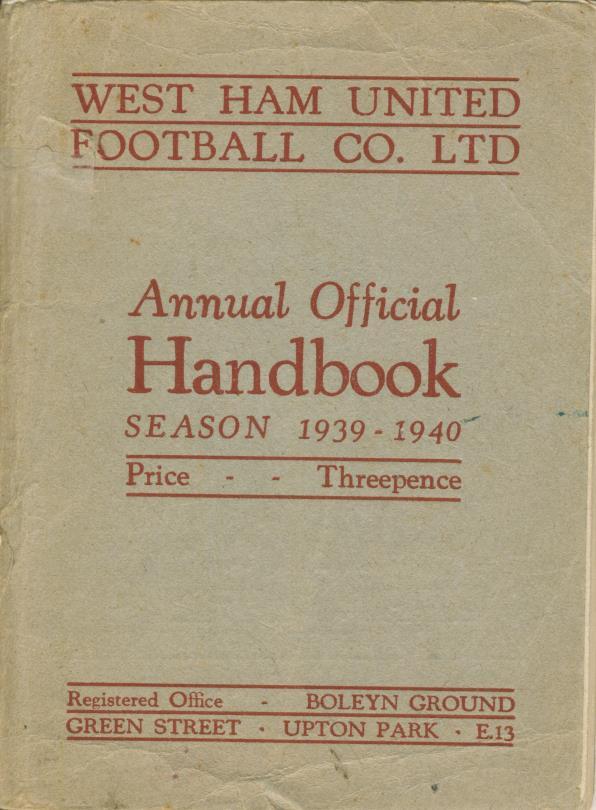 WEST HAM UNITED
FOOTBALL CO. LTD
Annual Official
Handbook
SEASON 1939-1940
Price - - Threepence
Registered Office - BOLEYN GROUND
GREEN STREET · UPTON PARK · E.13